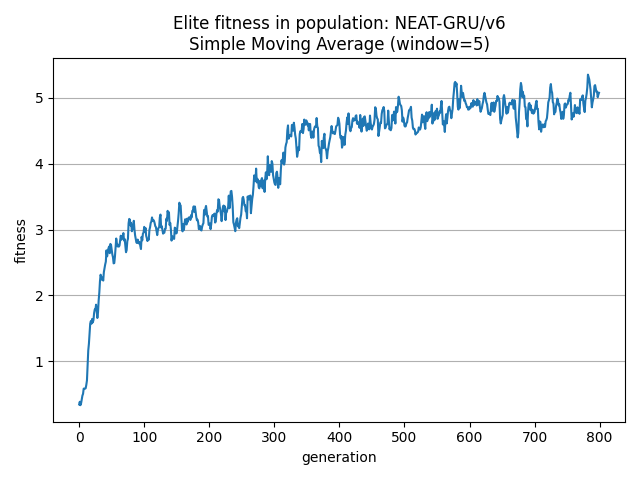 Elite fitness in population: NEAT-GRU/v6
Simple Moving Average (window=5)
fitness
5
4
3
2
1
0 100 200 300 400 500 600 700 800
generation